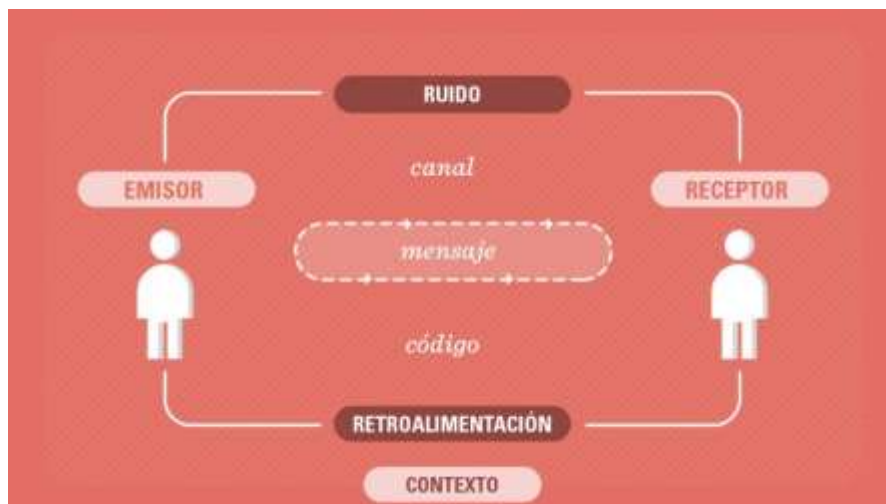 RUIDO
canal
EMISOR
RECEPTOR
mensaje
código
RETROALIMENTACIÓN
CONTEXTO